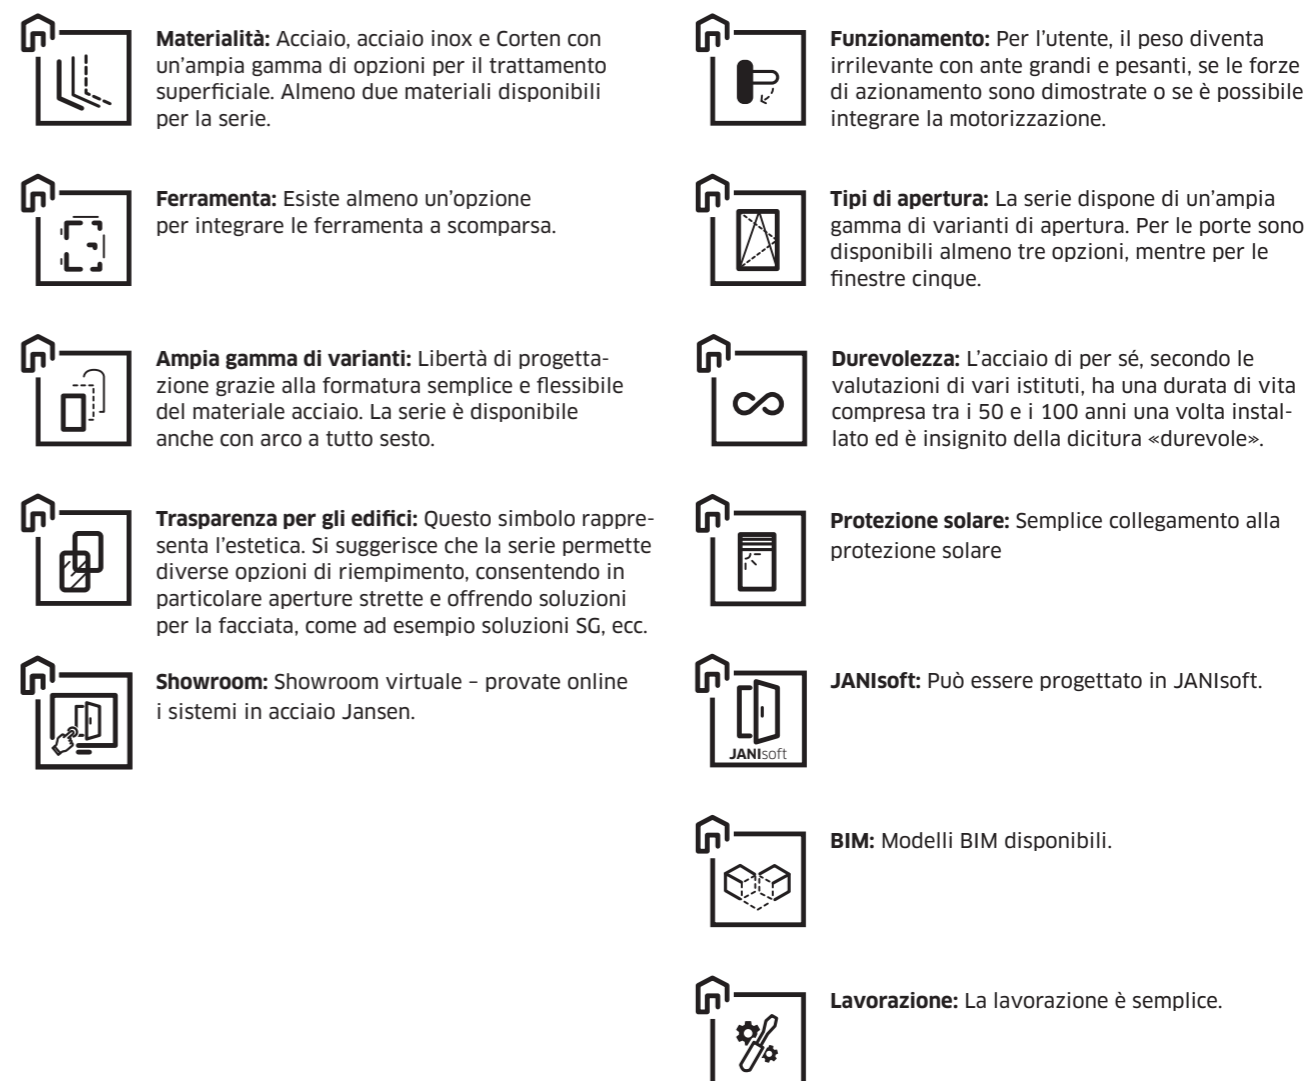 Materialità: Acciaio, acciaio inox e Corten con
un'ampia gamma di opzioni per il trattamento
superficiale. Almeno due materiali disponibili
per la serie.
Ferramenta: Esiste almeno un'opzione
per integrare le ferramenta a scomparsa.
Ampia gamma di varianti: Libertà di progetta-
zione grazie alla formatura semplice e flessibile
del materiale acciaio. La serie è disponibile
anche con arco a tutto sesto.
Trasparenza per gli edifici: Questo simbolo rappre-
senta l'estetica. Si suggerisce che la serie permette
diverse opzioni di riempimento, consentendo in
particolare aperture strette e offrendo soluzioni
per la facciata, come ad esempio soluzioni SG, ecc.
Showroom: Showroom virtuale – provate online
i sistemi in acciaio Jansen.
Funzionamento: Per l'utente, il peso diventa
irrilevante con ante grandi e pesanti, se le forze
di azionamento sono dimostrate o se è possibile
integrare la motorizzazione.
Tipi di apertura: La serie dispone di un'ampia
gamma di varianti di apertura. Per le porte sono
disponibili almeno tre opzioni, mentre per le
finestre cinque.
Durevolezza: L'acciaio di per sé, secondo le
valutazioni di vari istituti, ha una durata di vita
compresa tra i 50 e i 100 anni una volta instal-
lato ed è insignito della dicitura «durevole».
Protezione solare: Semplice collegamento alla
protezione solare
JANIsoft
JANIsoft: Può essere progettato in JANIsoft.
BIM: Modelli BIM disponibili.
Lavorazione: La lavorazione è semplice.